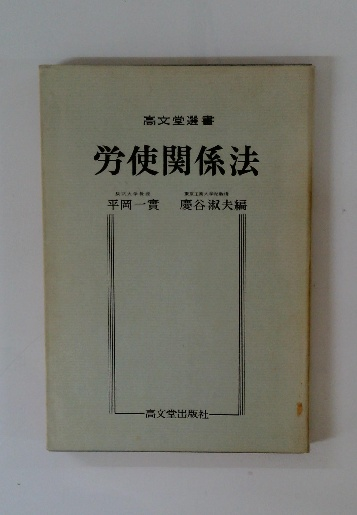 高文堂選書
労使関係法
平岡一實 慶谷淑夫編
高文堂出版社